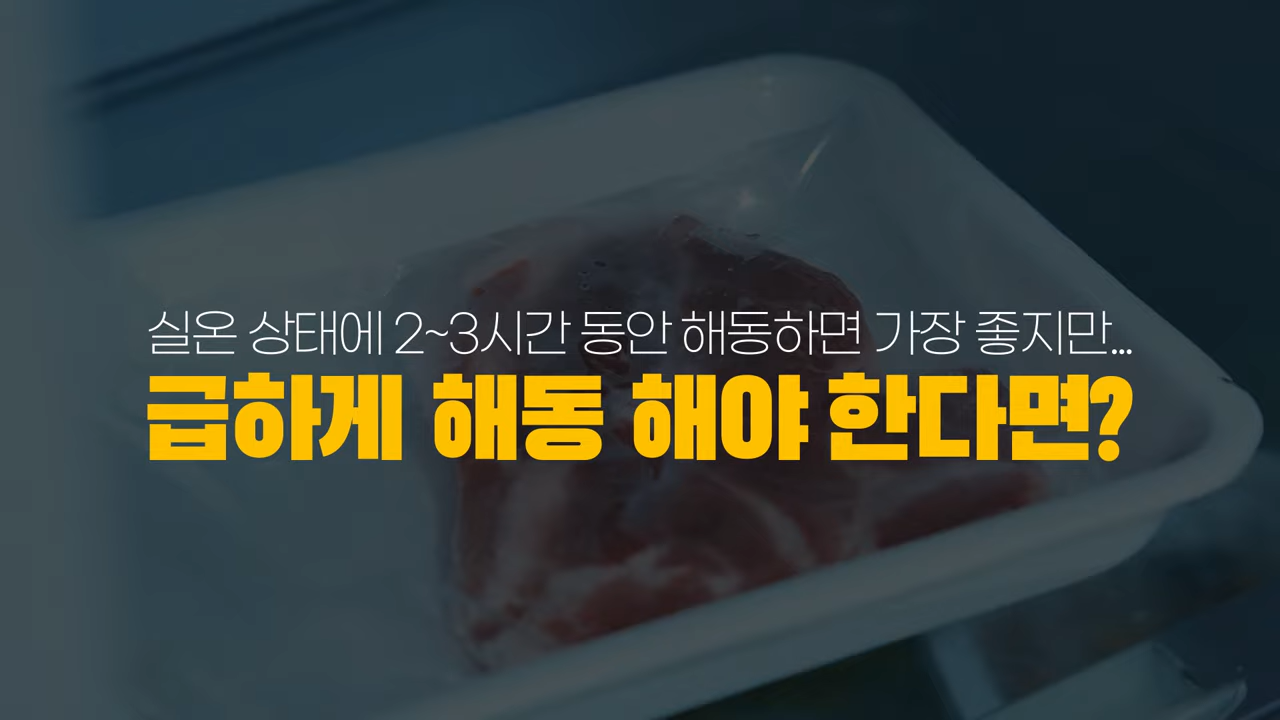 실온 상태에 2~3시간 동안 해동하면 가장 좋지만...
급하게 해동 해야 한다면?